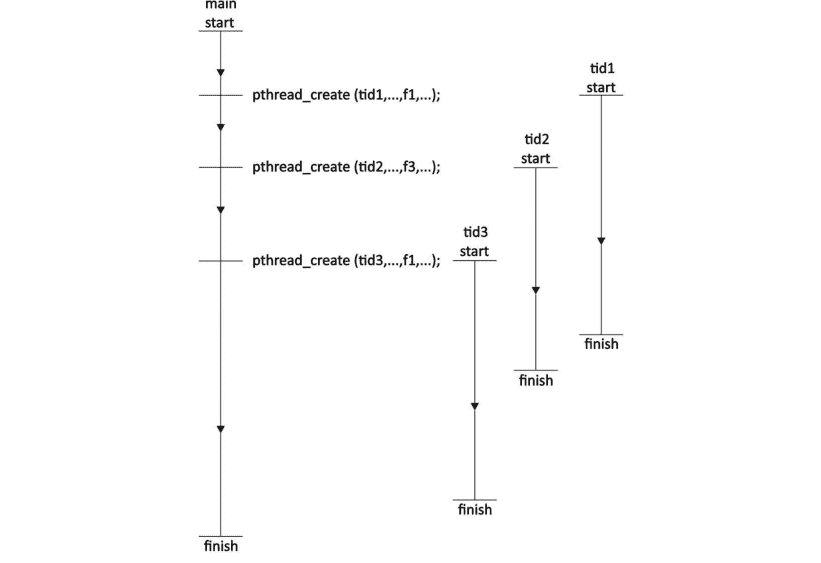 main
start
pthread_create (tid1,...,f1,...);
pthread_create (tid2,...,f3,...);
pthread_create (tid3,...,f1,...);
finish
tid3
start
finish
tid2
start
finish
tid1
start
finish